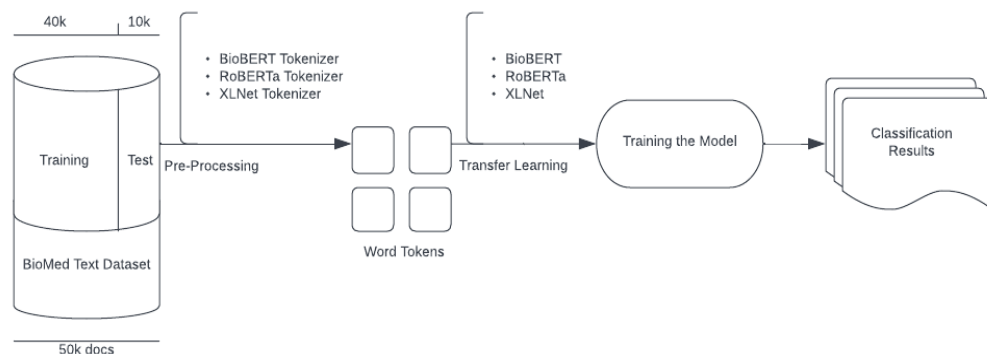 40k
10k
• BioBERT Tokenizer
• RoBERTa Tokenizer
• XLNet Tokenizer
• BioBERT
• RoBERTa
• XLNet
Training
Test
Pre-Processing
Transfer Learning
Training the Model
Classification
Results
Word Tokens
BioMed Text Dataset
50k docs